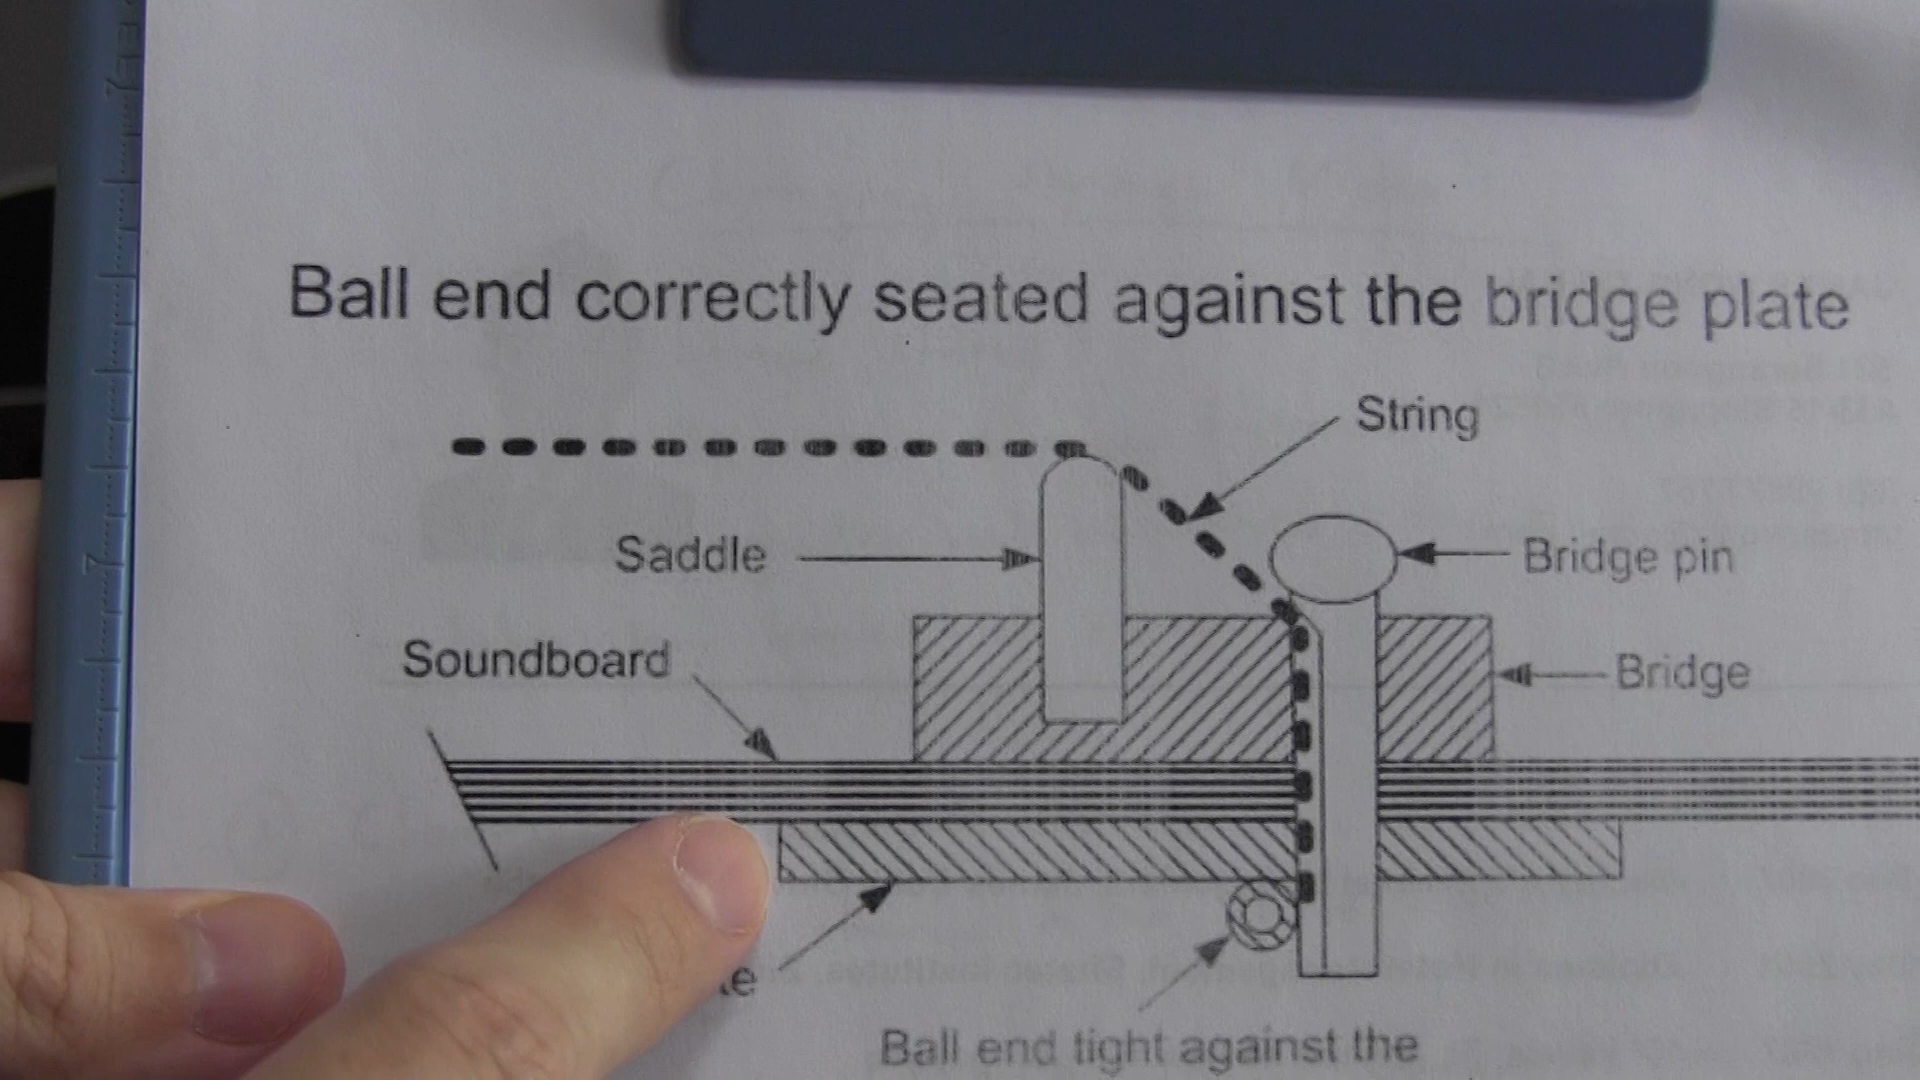 Ball end correctly seated against the bridge plate
String
Saddle
Bridge pin
Soundboard
Bridge
Ball end tight against the